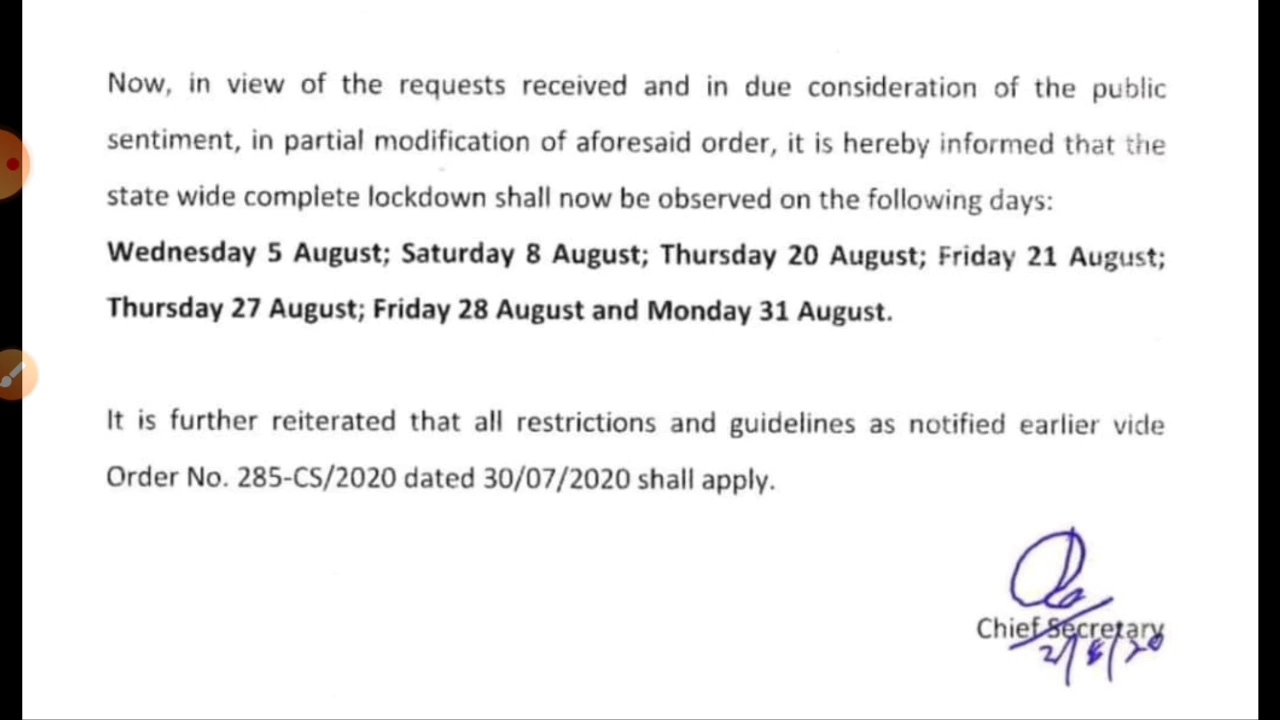 Now, in view of the requests received and in due consideration of the public
sentiment, in partial modification of aforesaid order, it is hereby informed that the
state wide complete lockdown shall now be observed on the following days:
Wednesday 5 August; Saturday 8 August; Thursday 20 August; Friday 21 August;
Thursday 27 August; Friday 28 August and Monday 31 August.
It is further reiterated that all restrictions and guidelines as notified earlier vide
Order No. 285-CS/2020 dated 30/07/2020 shall apply.
Chief Secretary
2/8/20